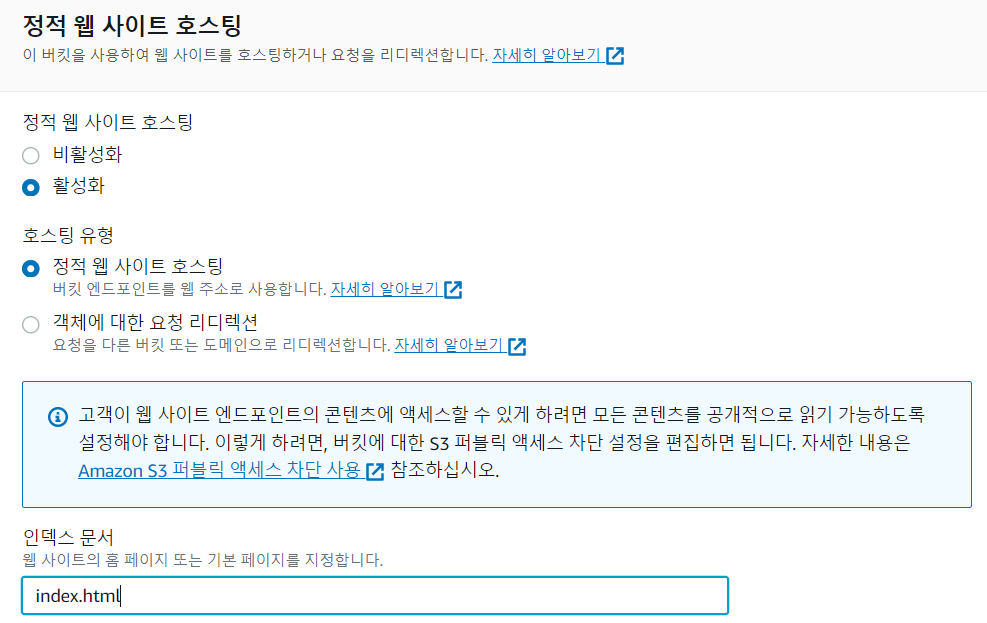 정적 웹 사이트 호스팅
이 버킷을 사용하여 웹 사이트를 호스팅하거나 요청을 리디렉션합니다. 자세히 알아보기
정적 웹 사이트 호스팅
비활성화
활성화
호스팅 유형
정적 웹 사이트 호스팅
버킷 엔드포인트를 웹 주소로 사용합니다. 자세히 알아보기
객체에 대한 요청 리디렉션
요청을 다른 버킷 또는 도메인으로 리디렉션합니다. 자세히 알아보기
고객이 웹 사이트 엔드포인트의 콘텐츠에 액세스할 수 있게 하려면 모든 콘텐츠를 공개적으로 읽기 가능하도록
설정해야 합니다. 이렇게 하려면, 버킷에 대한 S3 퍼블릭 액세스 차단 설정을 편집하면 됩니다. 자세한 내용은
Amazon S3 퍼블릭 액세스 차단 사용 참조하십시오.
인덱스 문서
웹 사이트의 홈 페이지 또는 기본 페이지를 지정합니다.
index.html